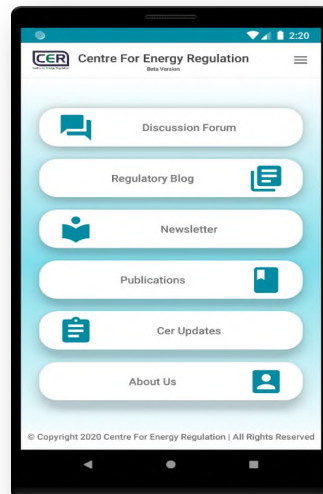 2:20
CER
Centre For Energy Regulation
Beta Version
Discussion Forum
Regulatory Blog
Newsletter
Publications
Cer Updates
About Us
© Copyright 2020 Centre For Energy Regulation | All Rights Reserved